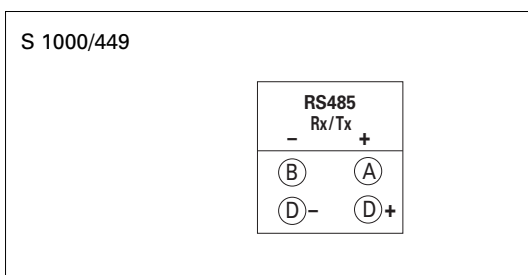 S 1000/449
RS485
Rx/Tx
– +
B A
D– D+